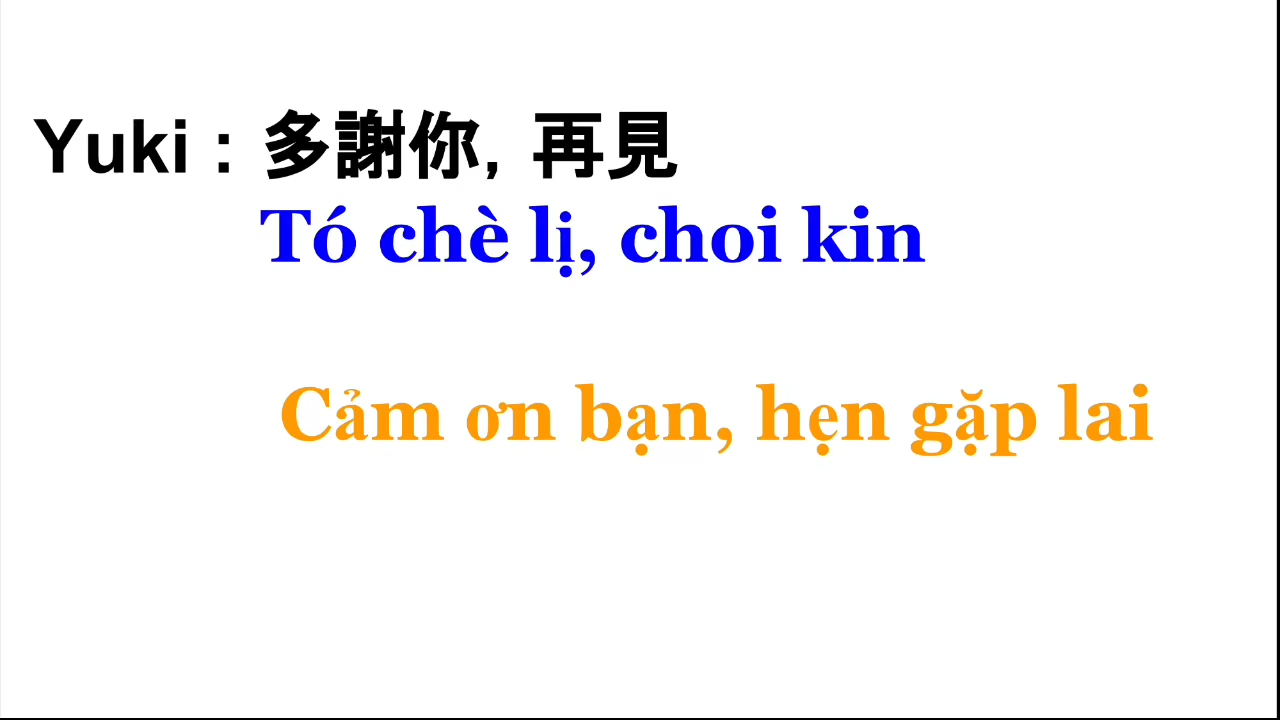 Yuki : 多謝你, 再見
Tó chè lị, choi kin
Cảm ơn bạn, hẹn gặp lai